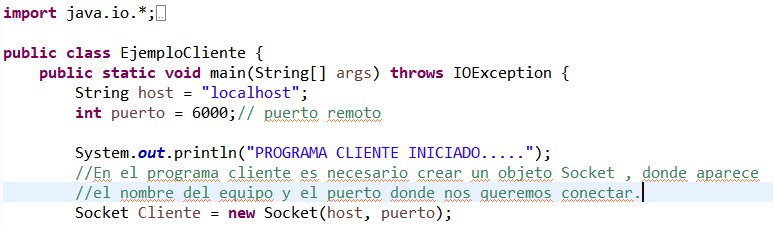 import java.io.*;
public class EjemploCliente {
public static void main(String[] args) throws IOException {
String host = "localhost";
int puerto = 6000;// puerto remoto
System.out.println("PROGRAMA CLIENTE INICIADO.....");
//En el programa cliente es necesario crear un objeto Socket , donde aparece
//el nombre del equipo y el puerto donde nos queremos conectar.
Socket Cliente = new Socket(host, puerto);